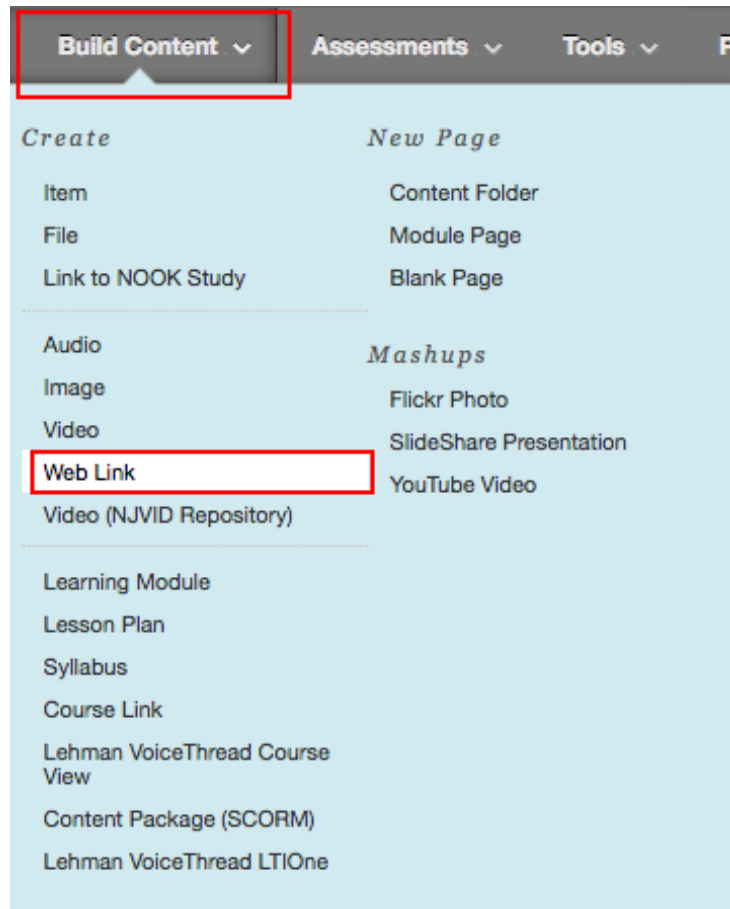 Build Content
Assessments
Tools
Create
Item
File
Link to NOOK Study
Audio
Image
Video
Web Link
Video (NJVID Repository)
Learning Module
Lesson Plan
Syllabus
Course Link
Lehman VoiceThread Course
View
Content Package (SCORM)
Lehman VoiceThread LTIOne
New Page
Content Folder
Module Page
Blank Page
Mashups
Flickr Photo
SlideShare Presentation
YouTube Video